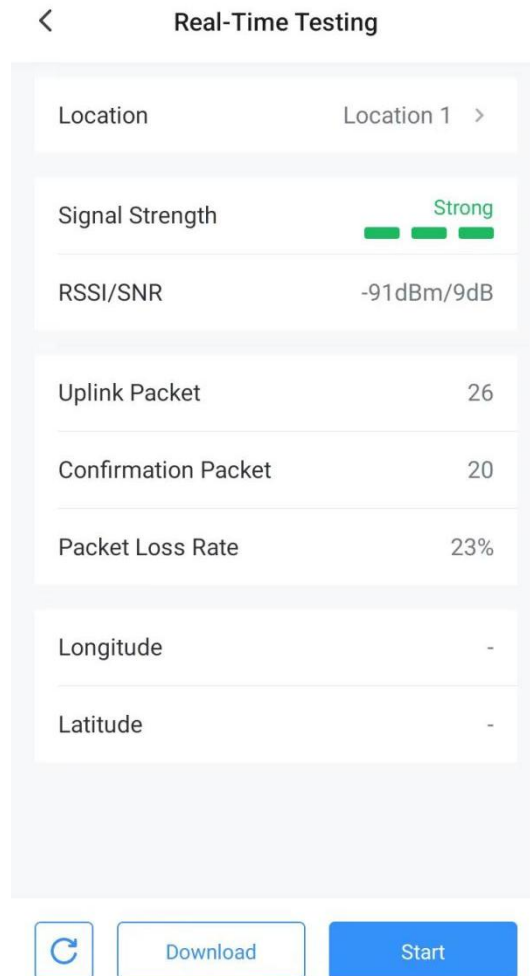 Real-Time Testing
Location Location 1
Signal Strength Strong
RSSI/SNR -91dBm/9dB
Uplink Packet 26
Confirmation Packet 20
Packet Loss Rate 23%
Longitude -
Latitude -
Download Start